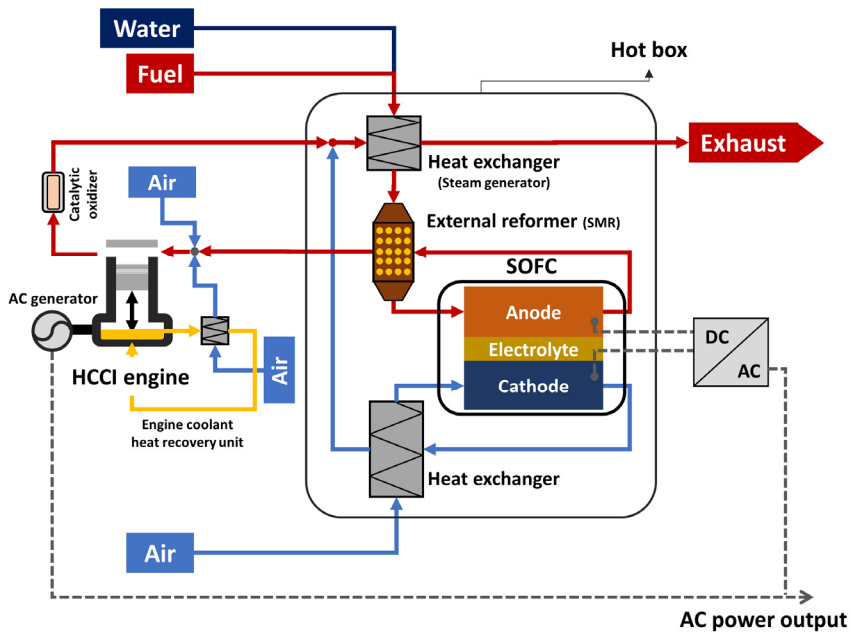 Water
Fuel
Hot box
Exhaust
Heat exchanger
(Steam generator)
Catalytic
oxidizer
Air
External reformer (SMR)
SOFC
AC generator
Anode
Electrolyte
Cathode
DC
AC
Air
HCCI engine
Engine coolant
heat recovery unit
Heat exchanger
Air
AC power output